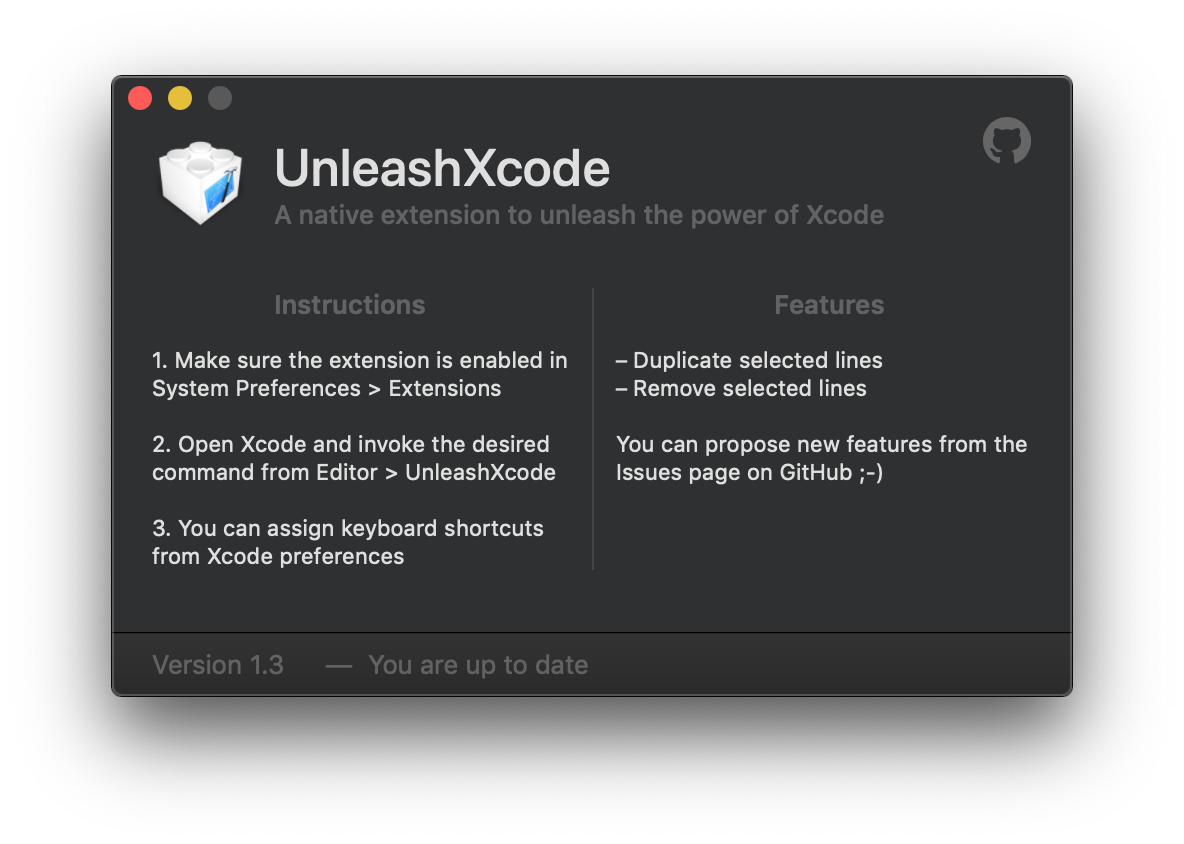 UnleashXcode
A native extension to unleash the power of Xcode
Instructions
1. Make sure the extension is enabled in
System Preferences > Extensions
2. Open Xcode and invoke the desired
command from Editor > UnleashXcode
3. You can assign keyboard shortcuts
from Xcode preferences
Features
– Duplicate selected lines
– Remove selected lines
You can propose new features from the
Issues page on GitHub ;-)
Version 1.3 — You are up to date